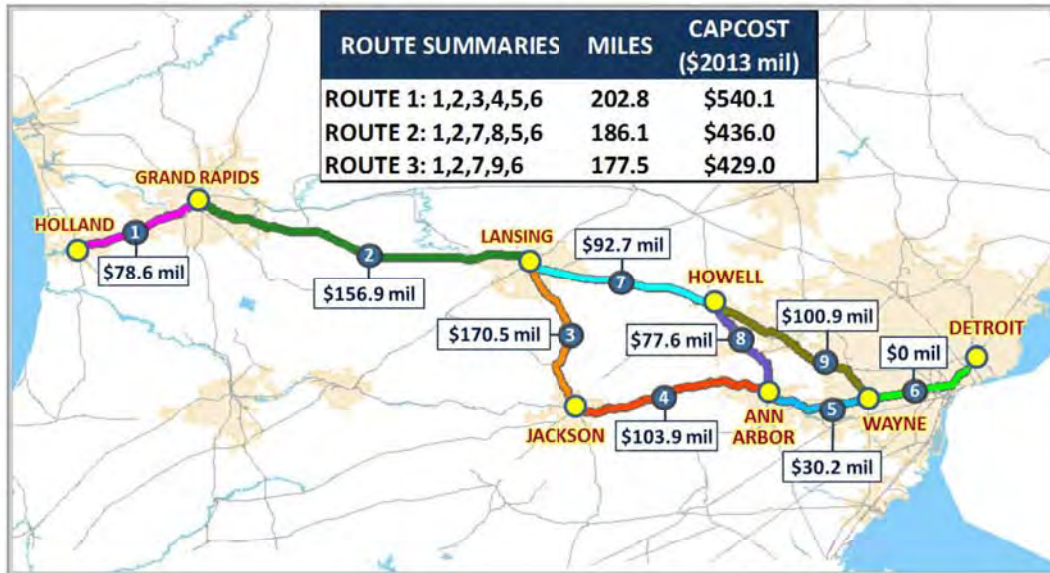 ROUTE SUMMARIES MILES CAPCOST ($2013 mil)
ROUTE 1: 1,2,3,4,5,6 202.8 $540.1
ROUTE 2: 1,2,7,8,5,6 186.1 $436.0
ROUTE 3: 1,2,7,9,6 177.5 $429.0
GRAND RAPIDS
HOLLAND
1
$78.6 mil
2
$156.9 mil
LANSING
$92.7 mil
7
HOWELL
$170.5 mil
3
$77.6 mil
8
$100.9 mil
9
DETROIT
$0 mil
6
JACKSON
4
$103.9 mil
ANN
ARBOR
5
WAYNE
$30.2 mil